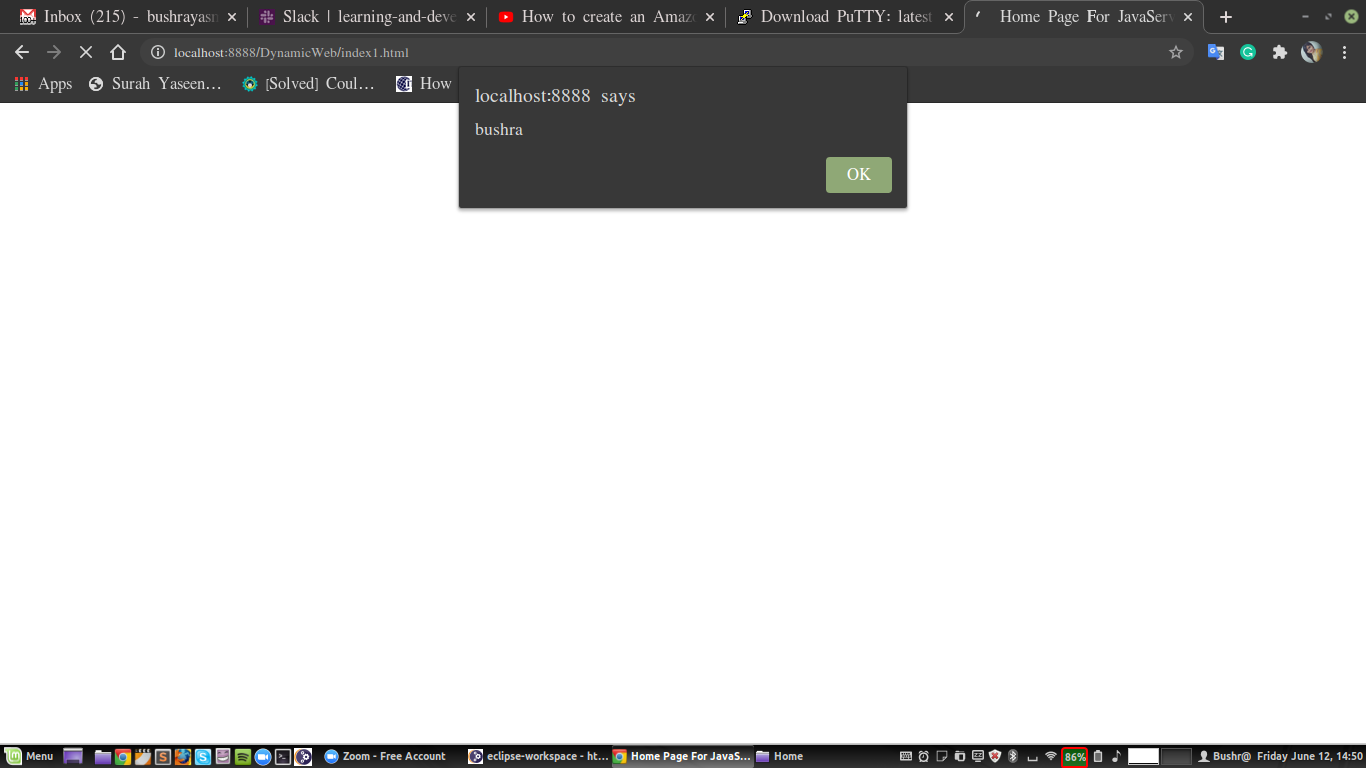 Inbox (215) - bushrayasm
Slack | learning-and-deve
How to create an Amaz
Download PuTTY: latest
Home Page For JavaServ
localhost:8888/DynamicWeb/index1.html
Apps
Surah Yaseen...
[Solved] Coul...
How
localhost:8888 says
bushra
OK
Menu
Zoom - Free Account
eclipse-workspace - ht...
Home Page For JavaS...
Home
86%
Bushr@
Friday June 12, 14:50